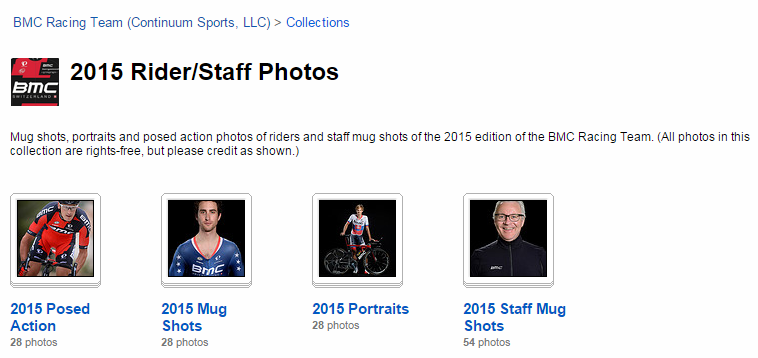 BMC Racing Team (Continuum Sports, LLC) > Collections
2015 Rider/Staff Photos
BMC
SWITZERLAND
Mug shots, portraits and posed action photos of riders and staff mug shots of the 2015 edition of the BMC Racing Team. (All photos in this
collection are rights-free, but please credit as shown.)
BMC
BMC
2015 Posed
Action
28 photos
2015 Mug
Shots
28 photos
2015 Portraits
28 photos
2015 Staff Mug
Shots
54 photos